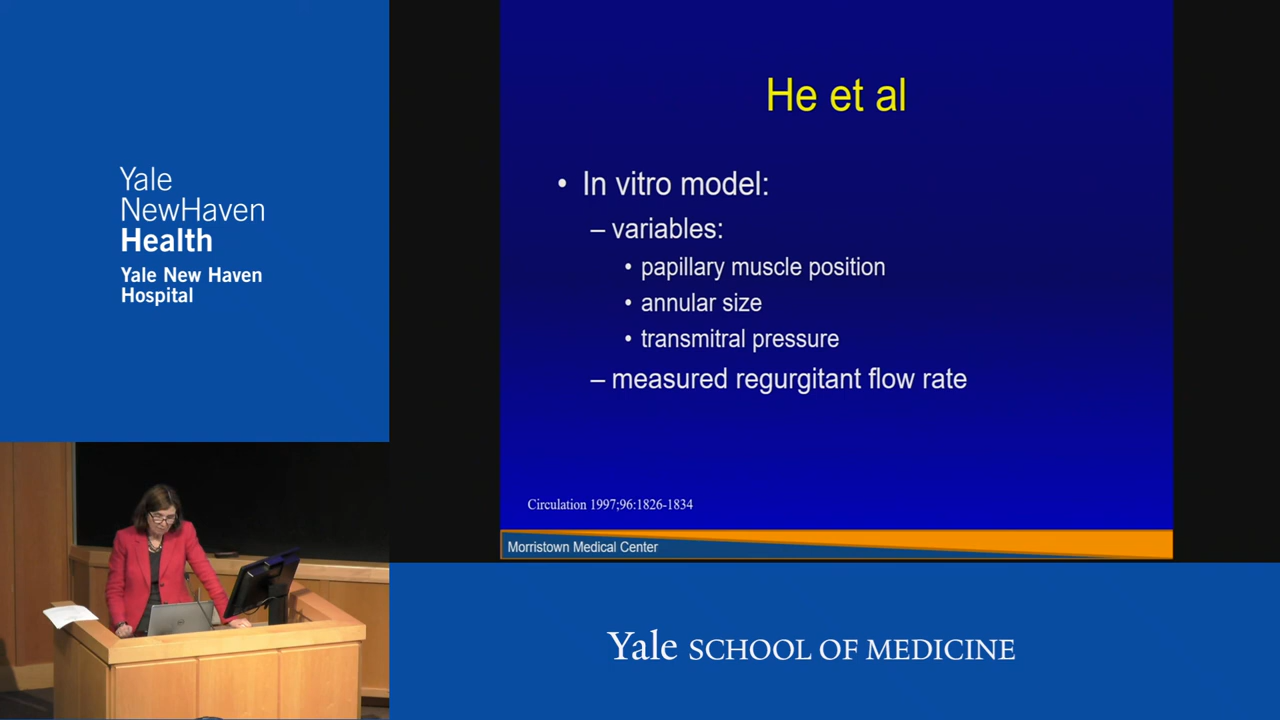 Yale
NewHaven
Health
Yale New Haven
Hospital
He et al
• In vitro model:
– variables:
• papillary muscle position
• annular size
• transmitral pressure
– measured regurgitant flow rate
Circulation 1997;96:1826-1834
Morristown Medical Center
Yale SCHOOL OF MEDICINE